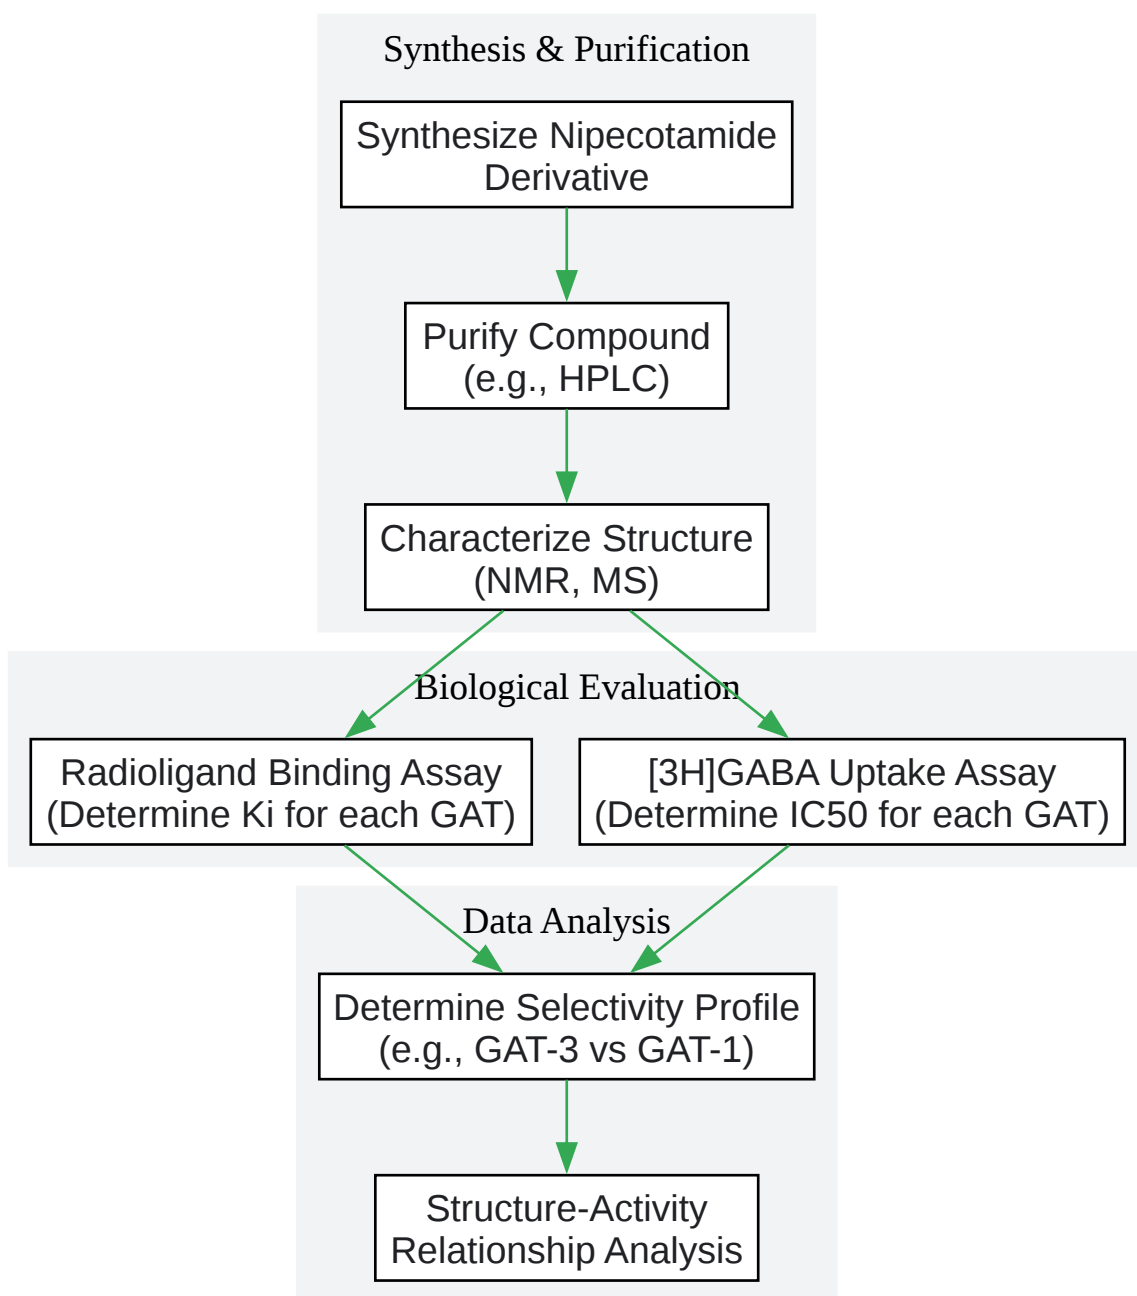 Synthesis & Purification
Synthesize Nipecotamide
Derivative
Purify Compound
(e.g., HPLC)
Characterize Structure
(NMR, MS)
Biological Evaluation
Radioligand Binding Assay
(Determine Ki for each GAT)
[3H]GABA Uptake Assay
(Determine IC50 for each GAT)
Data Analysis
Determine Selectivity Profile
(e.g., GAT-3 vs GAT-1)
Structure-Activity
Relationship Analysis